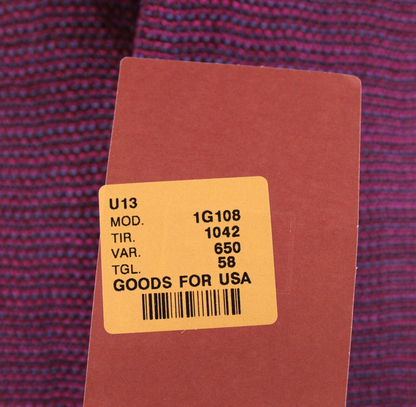 U13
MOD. 1G108
TIR. 1042
VAR. 650
TGL. 58
GOODS FOR USA